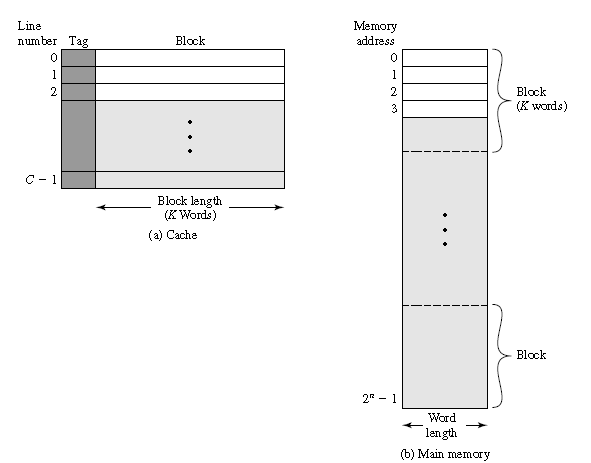 Line
number Tag Block
0
1
2
C – 1
Block length
(K Words)
(a) Cache
Memory
address
0
1
2
3
Block
(K words)
Block
2ⁿ – 1
Word
length
(b) Main memory